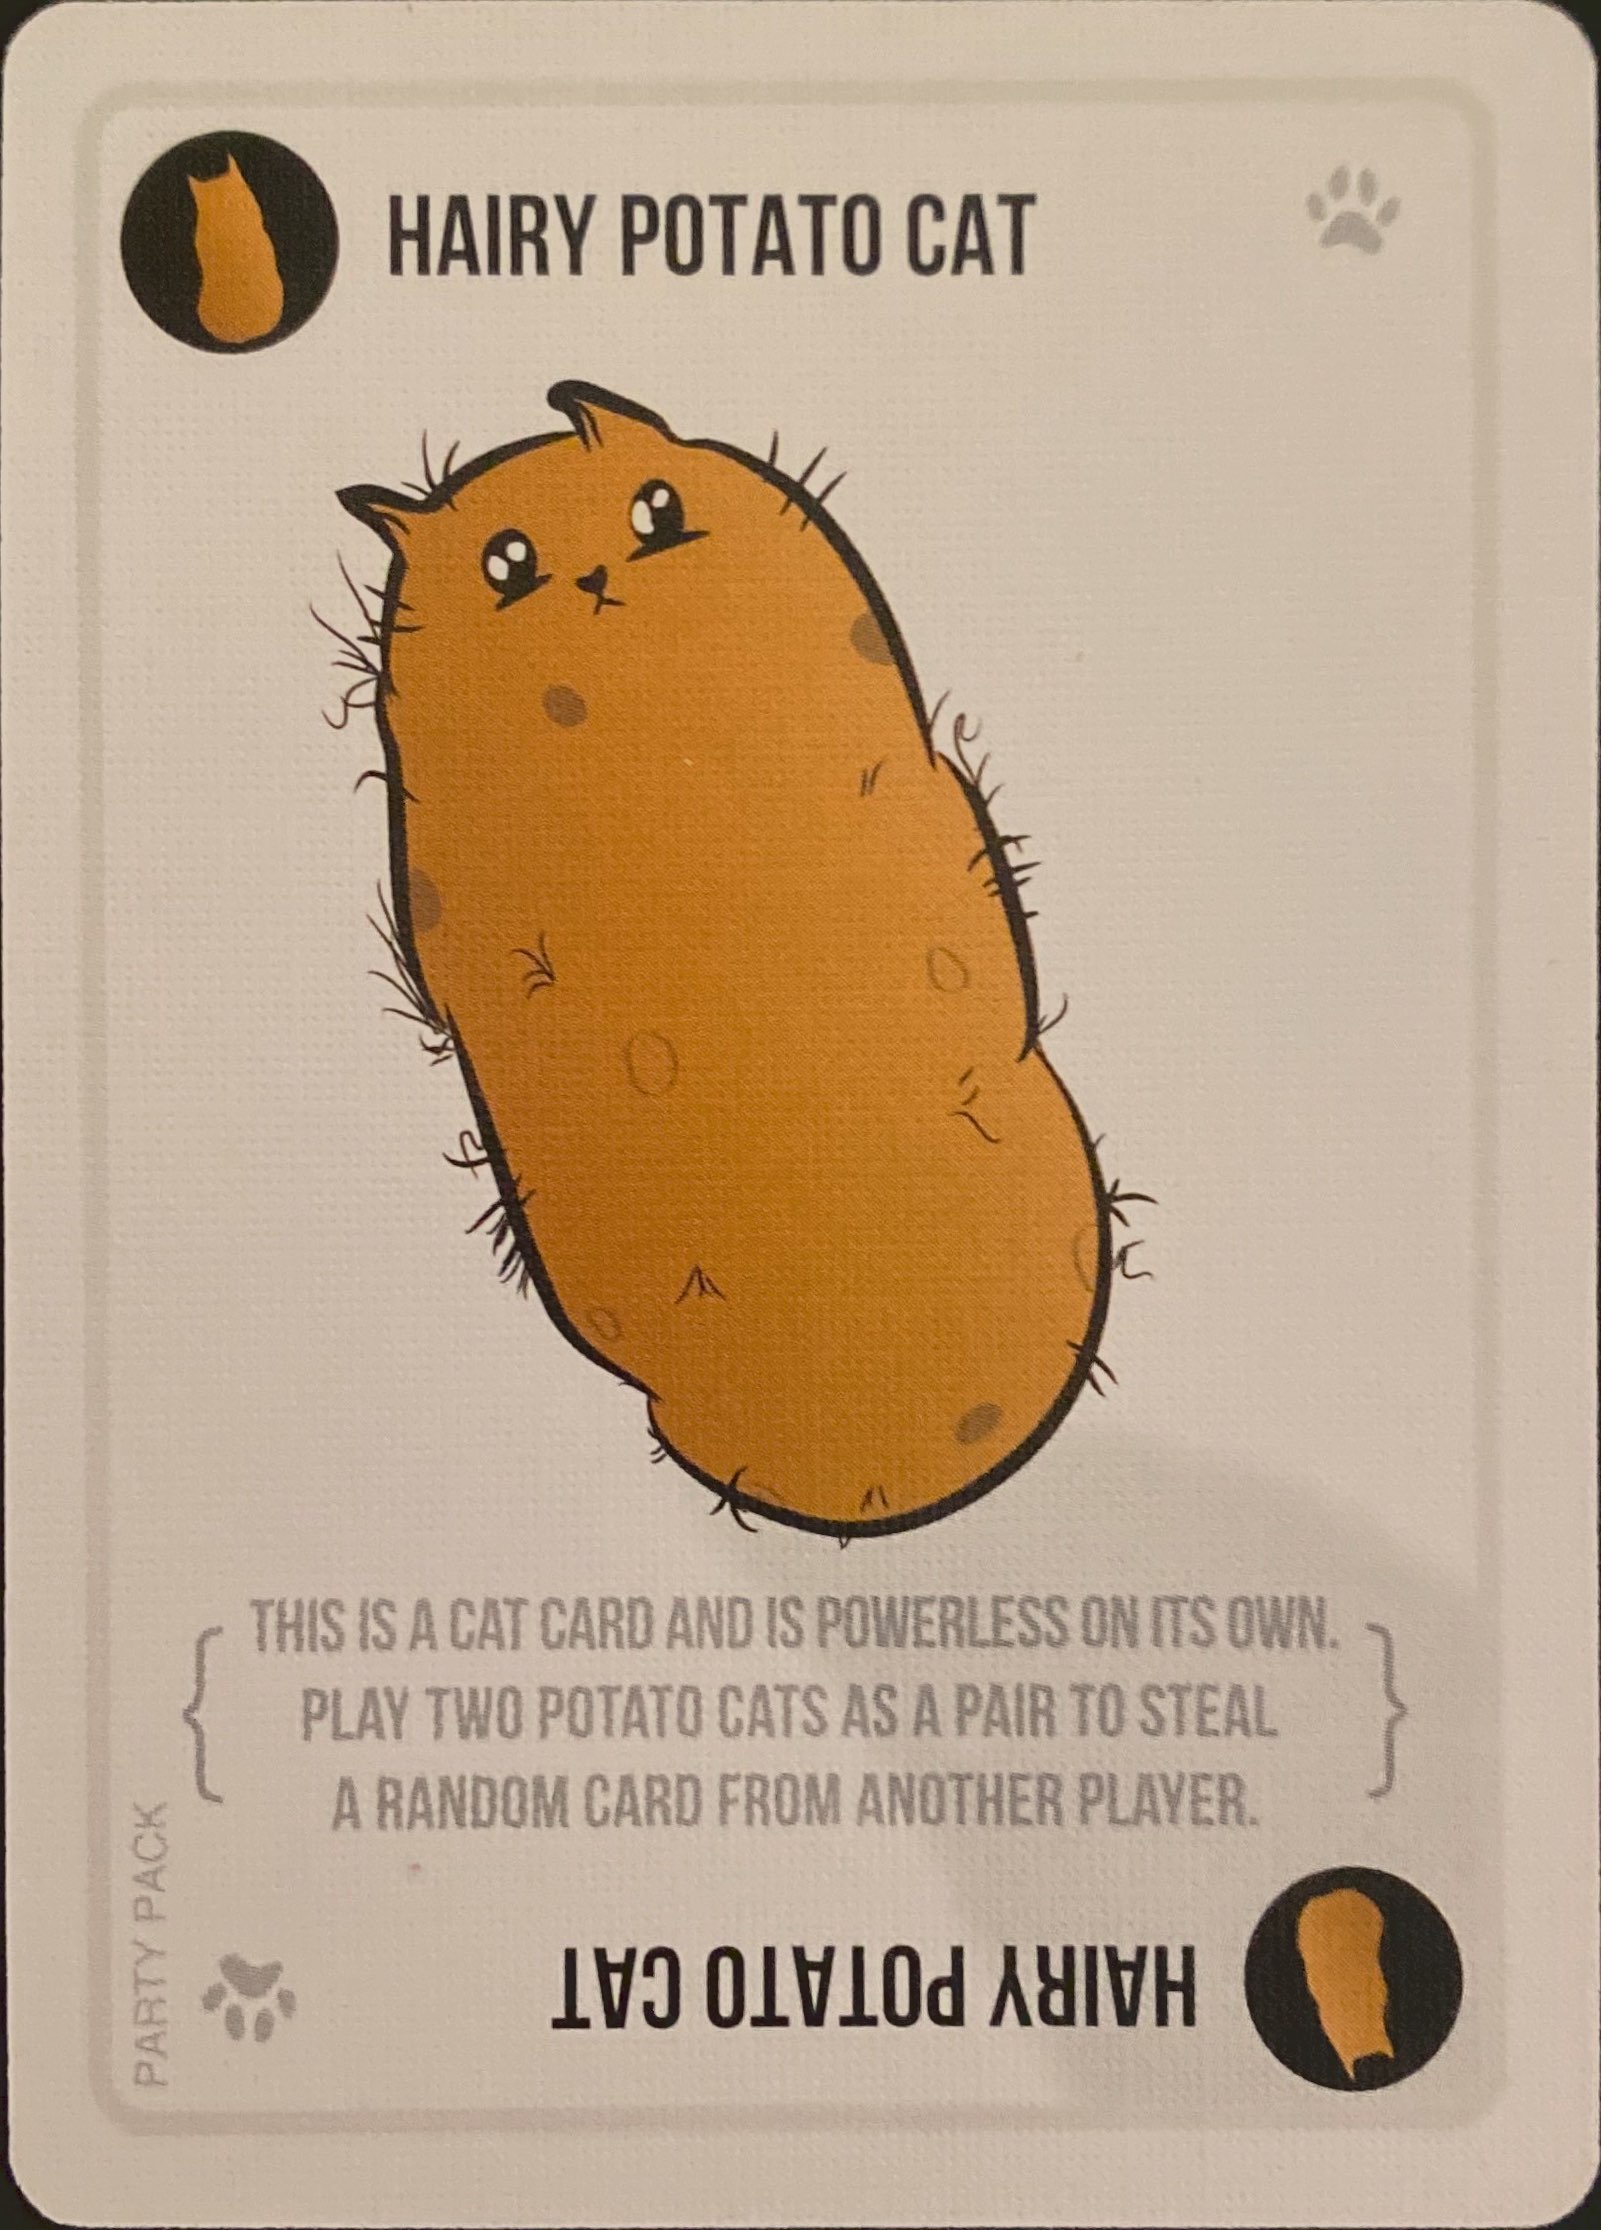 HAIRY POTATO CAT
THIS IS A CAT CARD AND IS POWERLESS ON ITS OWN.
PLAY TWO POTATO CATS AS A PAIR TO STEAL
A RANDOM CARD FROM ANOTHER PLAYER.
PARTY PACK
HAIRY POTATO CAT